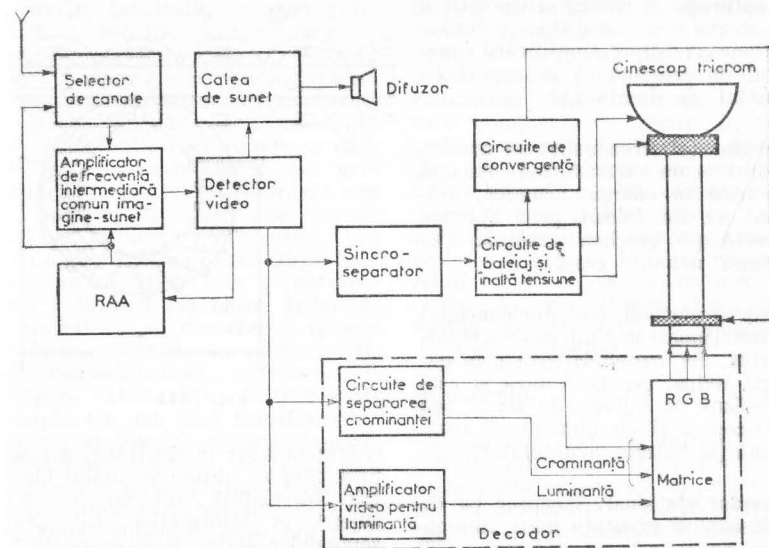 Selector
de canale
Calea
de sunet
Difuzor
Cinescop tricrom
Amplificator
de frecvență
intermediară
comun ima-
gine-sunet
Detector
video
Circuite
de
convergență
Sincro-
separator
Circuite de
baleiaj și
înaltă tensiune
RAA
Circuite de
separarea
crominanței
R G B
Crominanță
Matrice
Luminanță
Amplificator
video pentru
luminanță
Decodor